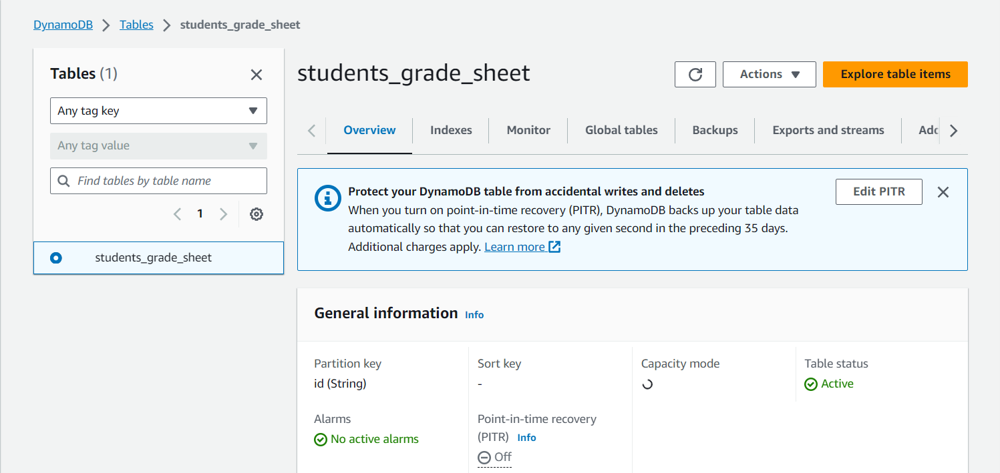 DynamoDB > Tables > students_grade_sheet
Tables (1)
Any tag key
Any tag value
Find tables by table name
1
students_grade_sheet
students_grade_sheet
Actions
Explore table items
Overview
Indexes
Monitor
Global tables
Backups
Exports and streams
Protect your DynamoDB table from accidental writes and deletes
When you turn on point-in-time recovery (PITR), DynamoDB backs up your table data
automatically so that you can restore to any given second in the preceding 35 days.
Additional charges apply. Learn more
Edit PITR
General information Info
Partition key
id (String)
Sort key
-
Capacity mode
Table status
Active
Alarms
No active alarms
Point-in-time recovery
(PITR) Info
Off